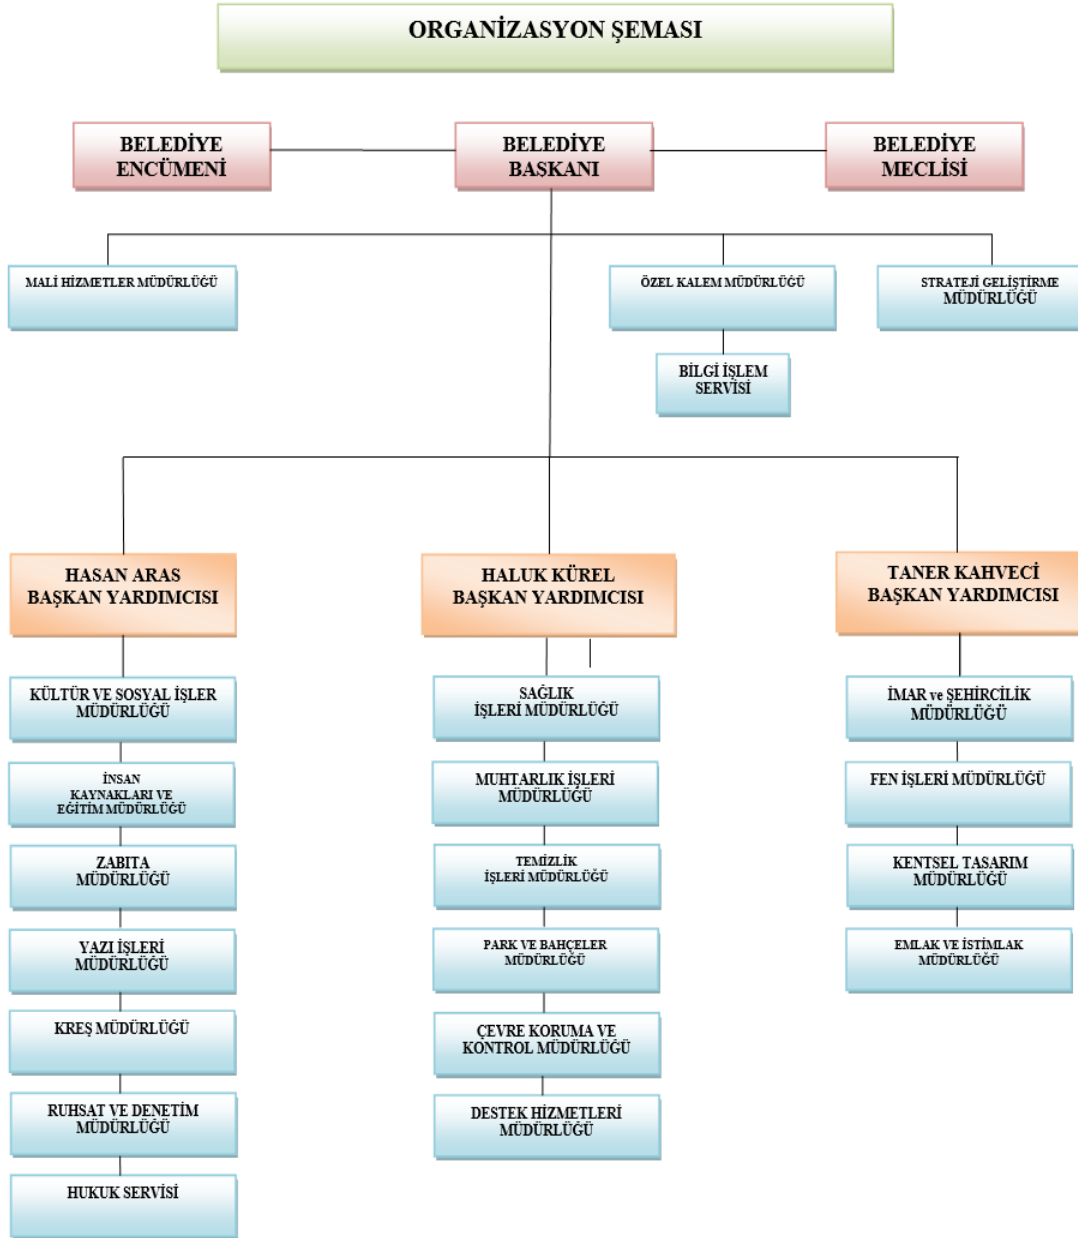 ORGANİZASYON ŞEMASI
BELEDİYE
ENCÜMENİ
BELEDİYE
BAŞKANI
BELEDİYE
MECLİSİ
MALİ HİZMETLER MÜDÜRLÜĞÜ
ÖZEL KALEM MÜDÜRLÜĞÜ
STRATEJİ GELİŞTİRME
MÜDÜRLÜĞÜ
BİLGİ İŞLEM
SERVİSİ
HASAN ARAS
BAŞKAN YARDIMCISI
KÜLTÜR VE SOSYAL İŞLER
MÜDÜRLÜĞÜ
İNSAN
KAYNAKLARI VE
EĞİTİM MÜDÜRLÜĞÜ
ZABITA
MÜDÜRLÜĞÜ
YAZI İŞLERİ
MÜDÜRLÜĞÜ
KREŞ MÜDÜRLÜĞÜ
RUHSAT VE DENETİM
MÜDÜRLÜĞÜ
HUKUK SERVİSİ
HALUK KÜREL
BAŞKAN YARDIMCISI
SAĞLIK
İŞLERİ MÜDÜRLÜĞÜ
MUHTARLIK İŞLERİ
MÜDÜRLÜĞÜ
TEMİZLİK
İŞLERİ MÜDÜRLÜĞÜ
PARK VE BAHÇELER
MÜDÜRLÜĞÜ
ÇEVRE KORUMA VE
KONTROL MÜDÜRLÜĞÜ
DESTEK HİZMETLERİ
MÜDÜRLÜĞÜ
TANER KAHVECİ
BAŞKAN YARDIMCISI
İMAR ve ŞEHİRCİLİK
MÜDÜRLÜĞÜ
FEN İŞLERİ MÜDÜRLÜĞÜ
KENTSEL TASARIM
MÜDÜRLÜĞÜ
EMLAK VE İSTİMLAK
MÜDÜRLÜĞÜ